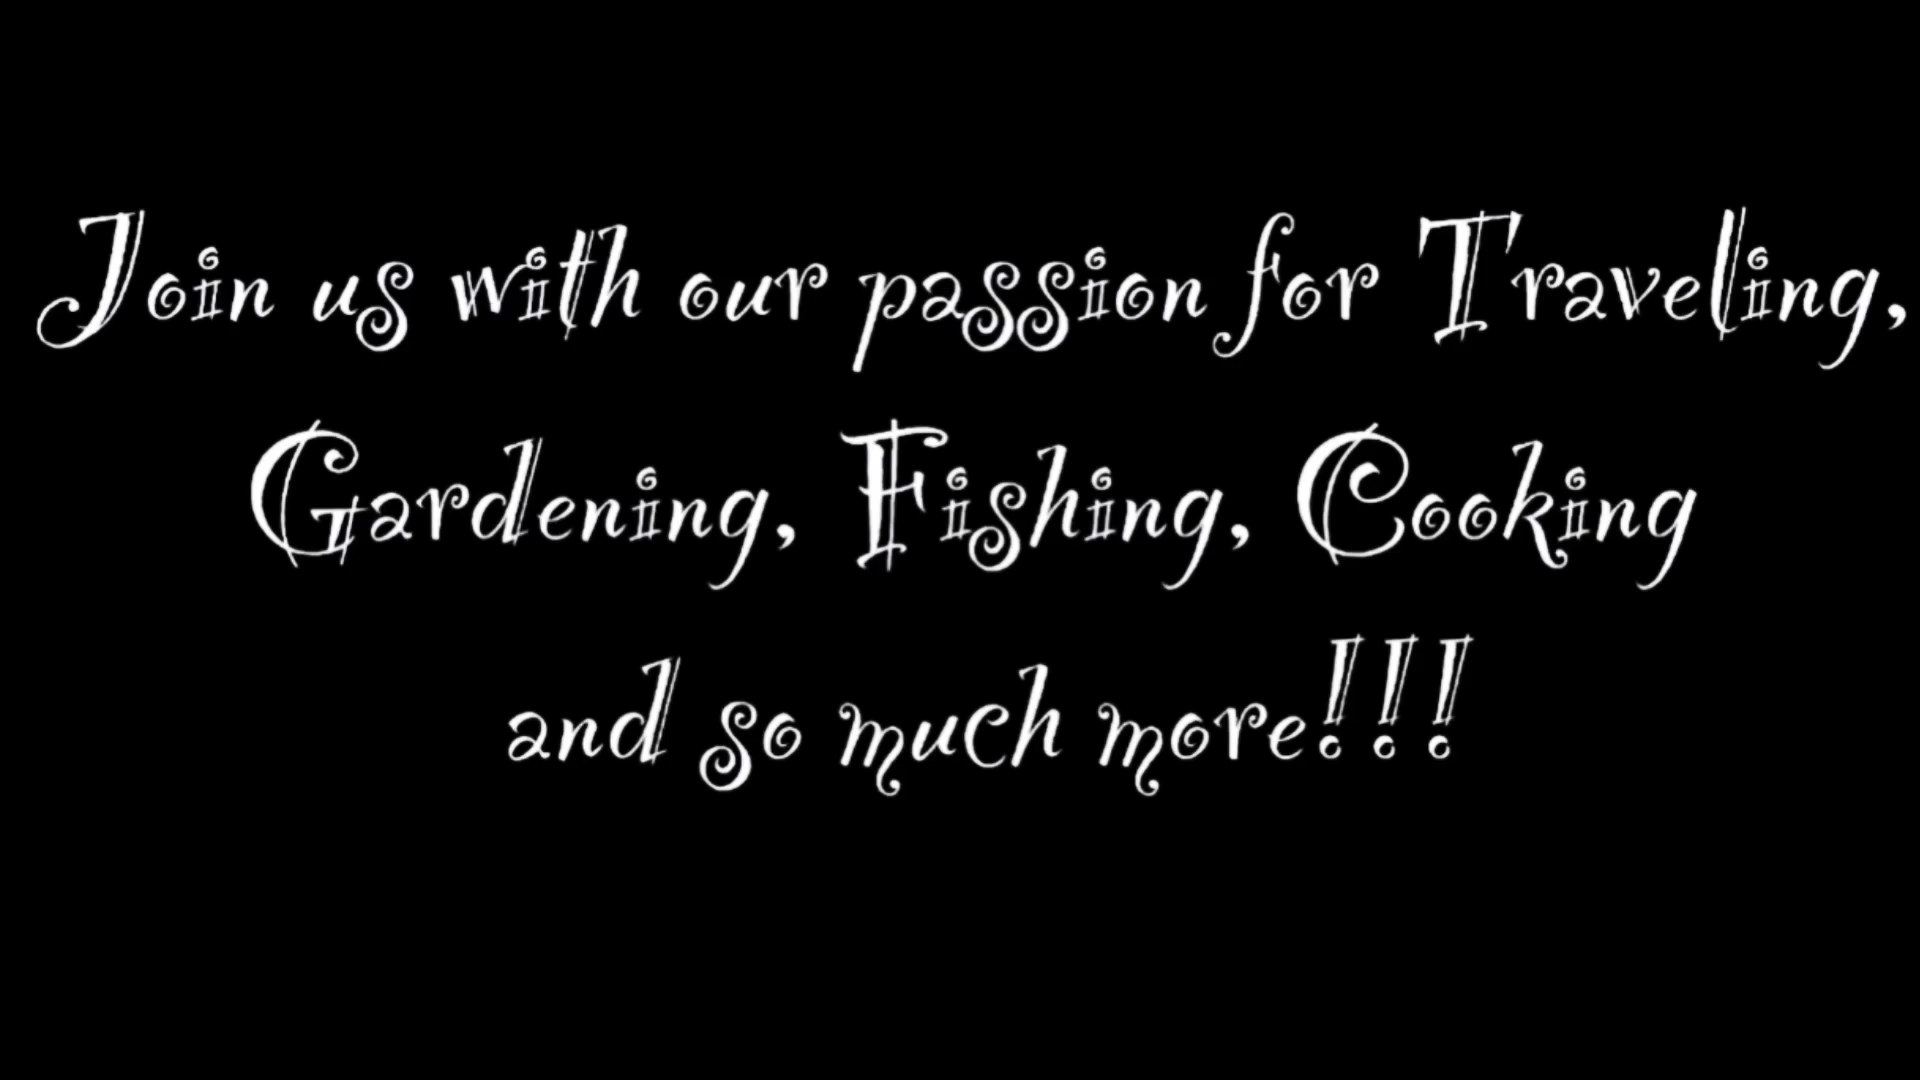 Join us with our passion for Traveling,
Gardening, Fishing, Cooking
and so much more!!!